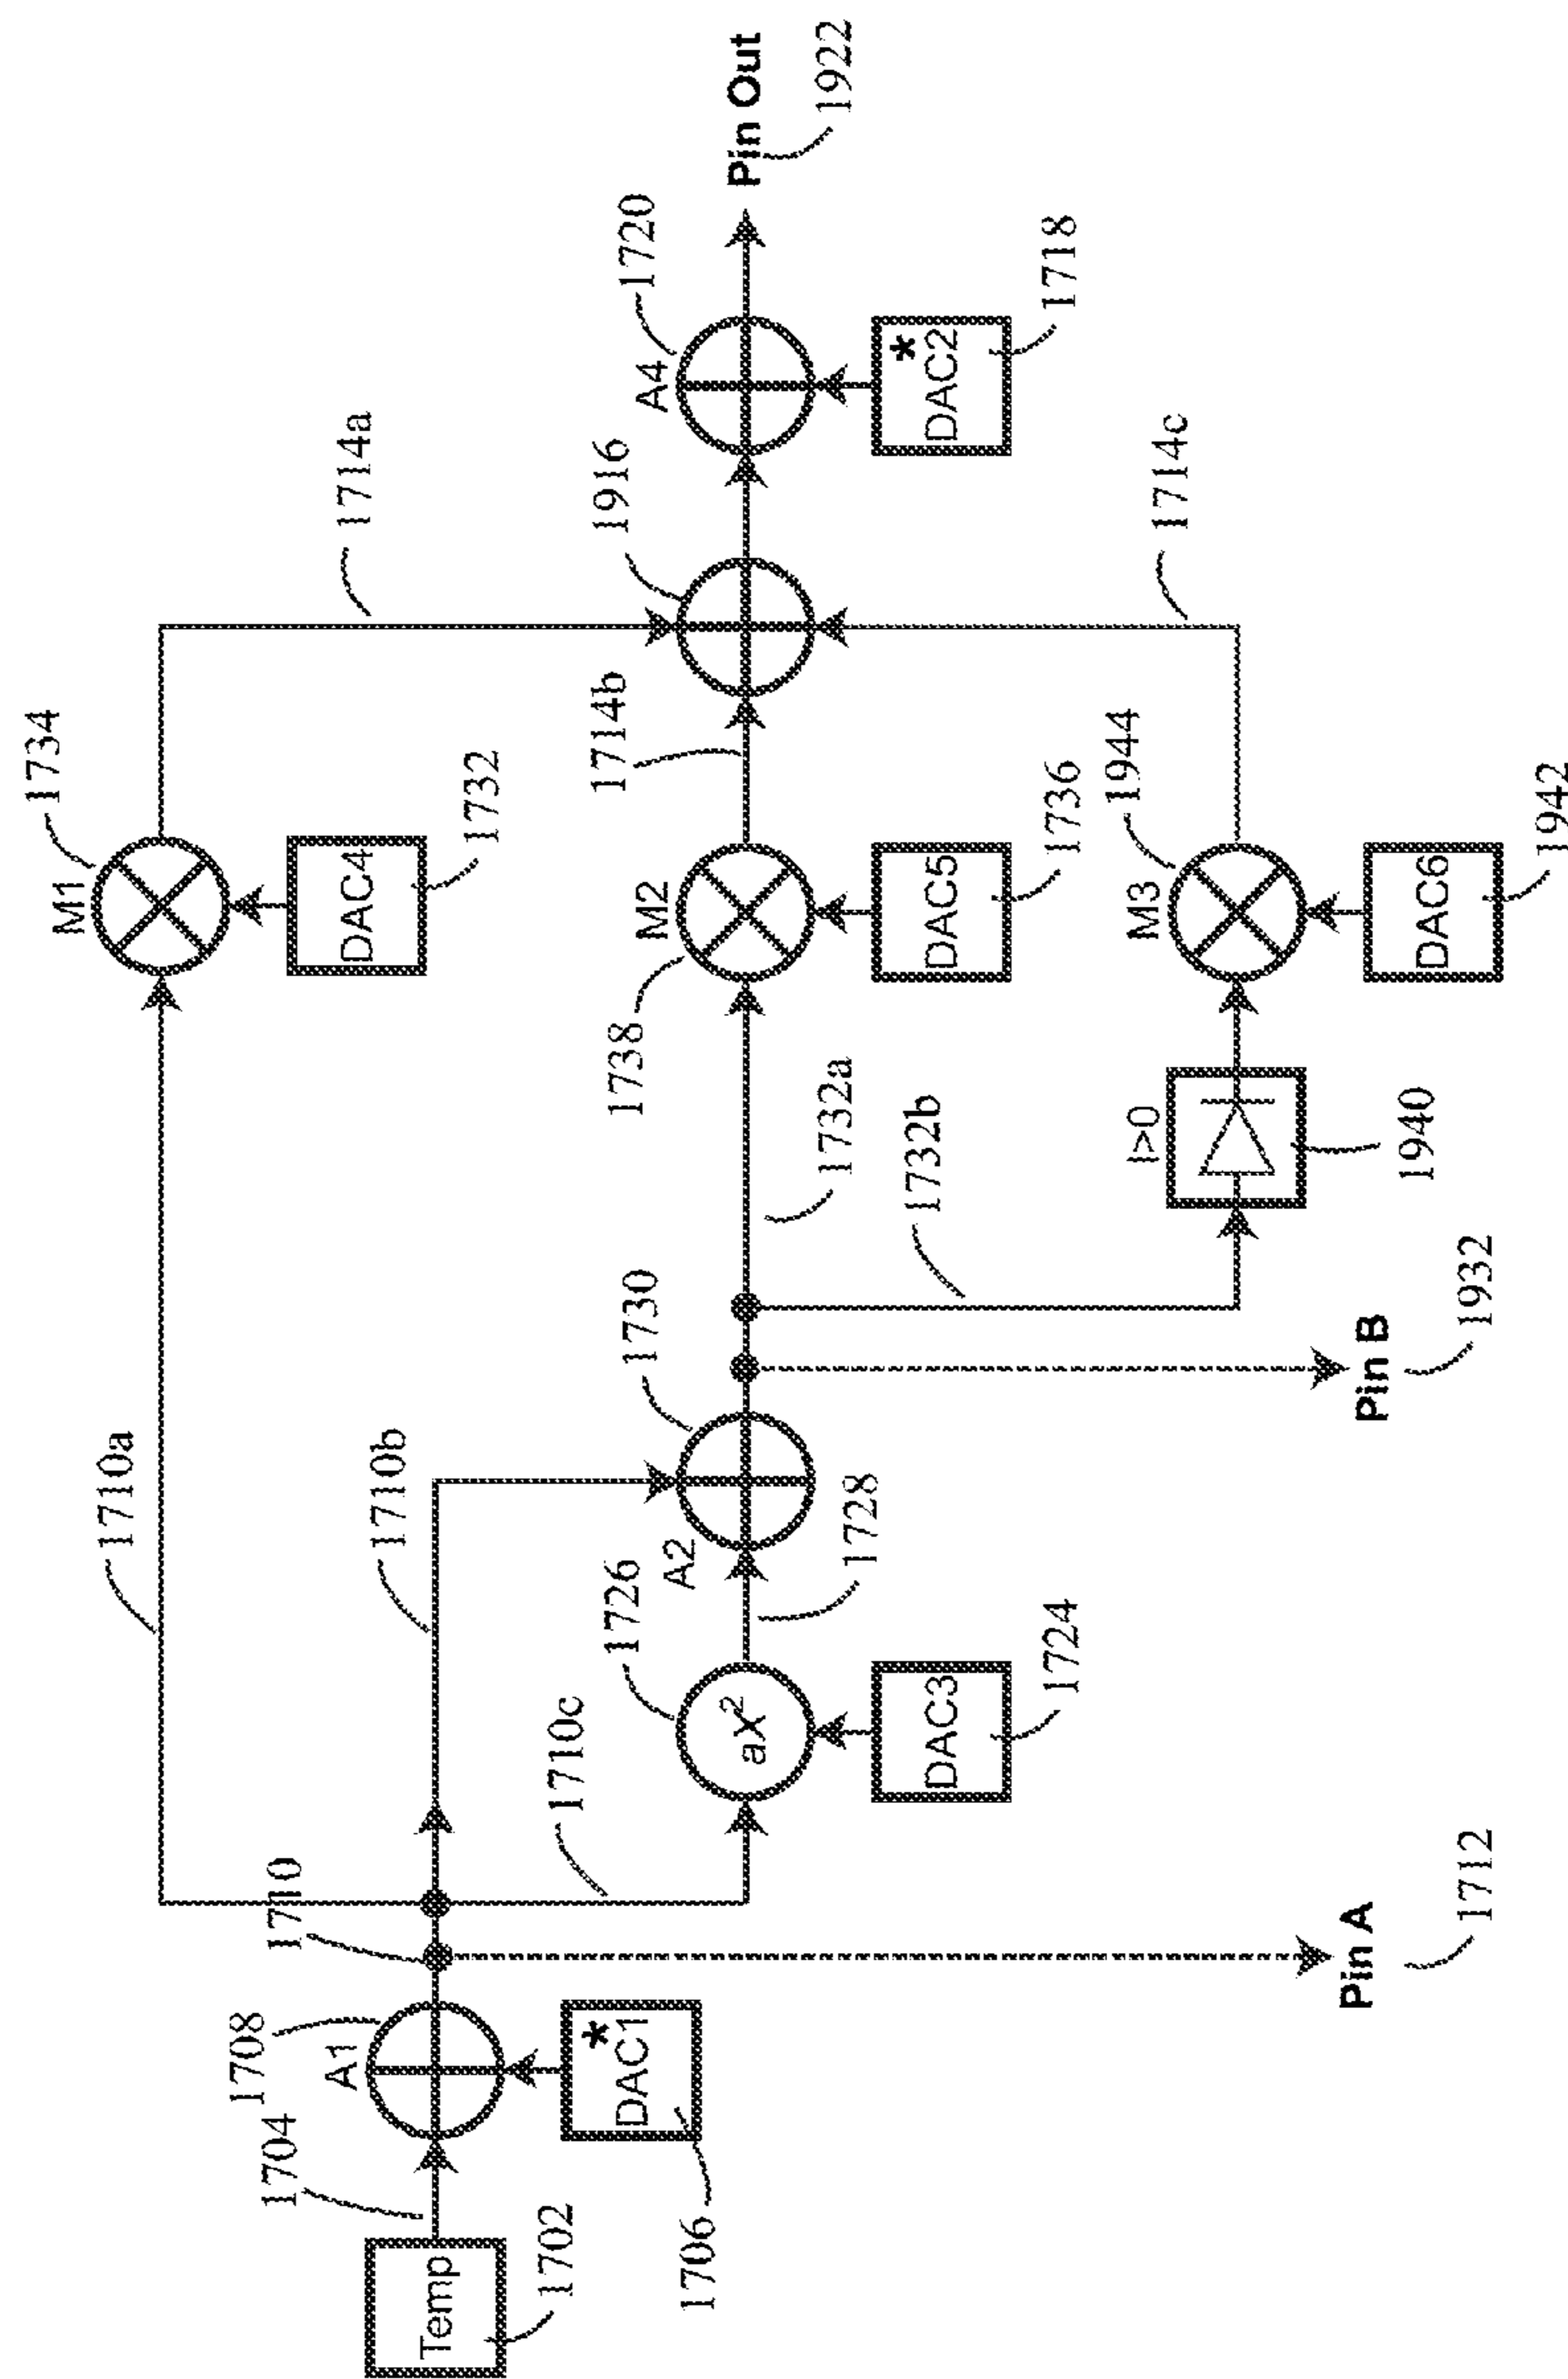 Temp
1702
1704
A1
1708
DAC1
*
1706
1710
Pin A
1712
1710a
1710b
1710c
aX²
1726
DAC3
1724
1728
A2
1730
Pin B
1932
1732a
1732b
I>0
1940
M1
1734
DAC4
1732
M2
1738
DAC5
1736
M3
1944
DAC6
1942
1714a
1714b
1714c
1916
A4
1720
DAC2
*
1718
Pin Out
1922